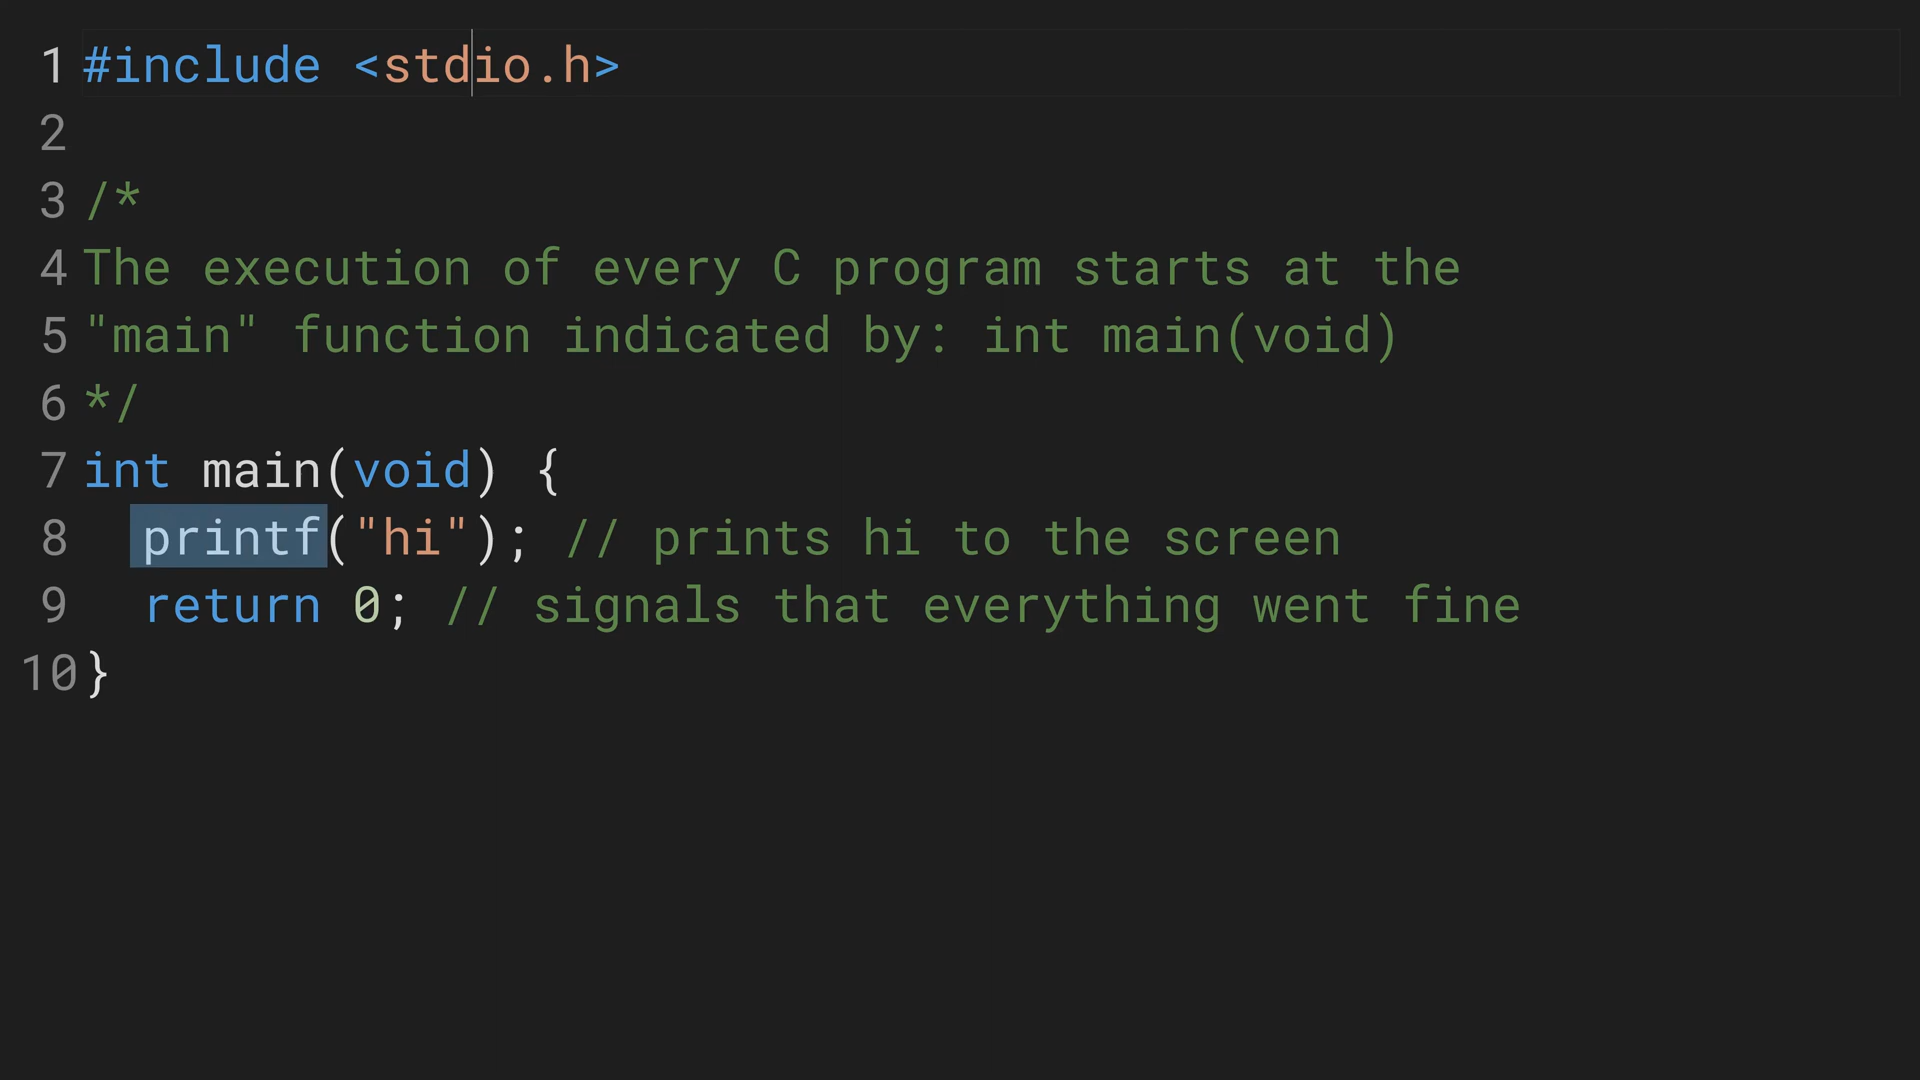 1 #include <stdio.h>
2
3 /*
4 The execution of every C program starts at the
5 "main" function indicated by: int main(void)
6 */
7 int main(void) {
8   printf("hi"); // prints hi to the screen
9   return 0; // signals that everything went fine
10 }